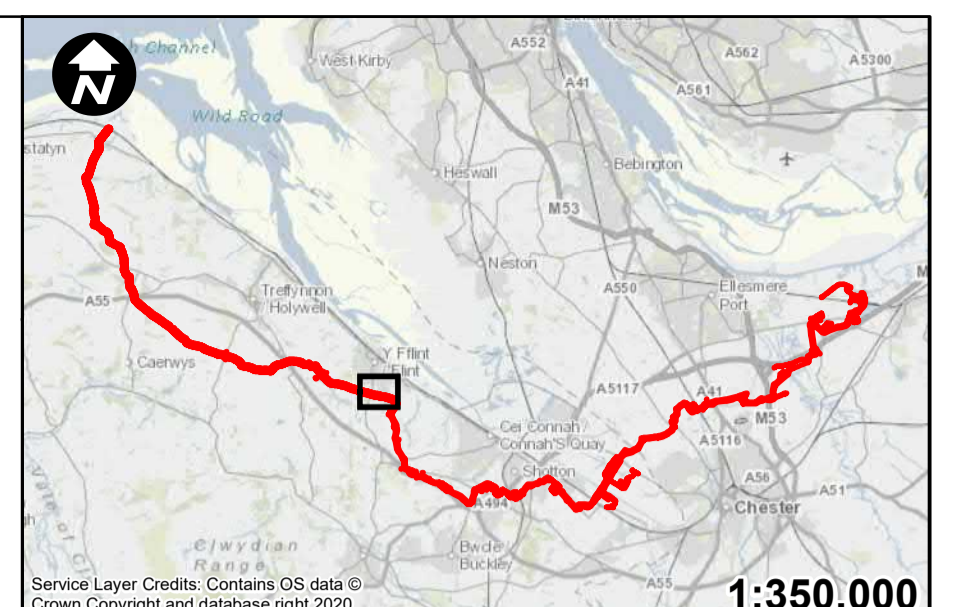 N
h Channel
West Kirby
A552
A562
A5300
A41
A561
Wild Road
statyn
Heswall
Bebington
M53
Neston
A550
Ellesmere
Port
M
Treffynnon
Holywell
A55
Caerwys
Y Fflint
Flint
A5117
A41
M53
Cei Connah /
Connah'S Quay
A5116
Shotton
A56
A51
A494
Chester
Clwydian
Range
Bwcle/
Buckley
A55
gh
Service Layer Credits: Contains OS data ©
Crown Copyright and database right 2020
1:350,000